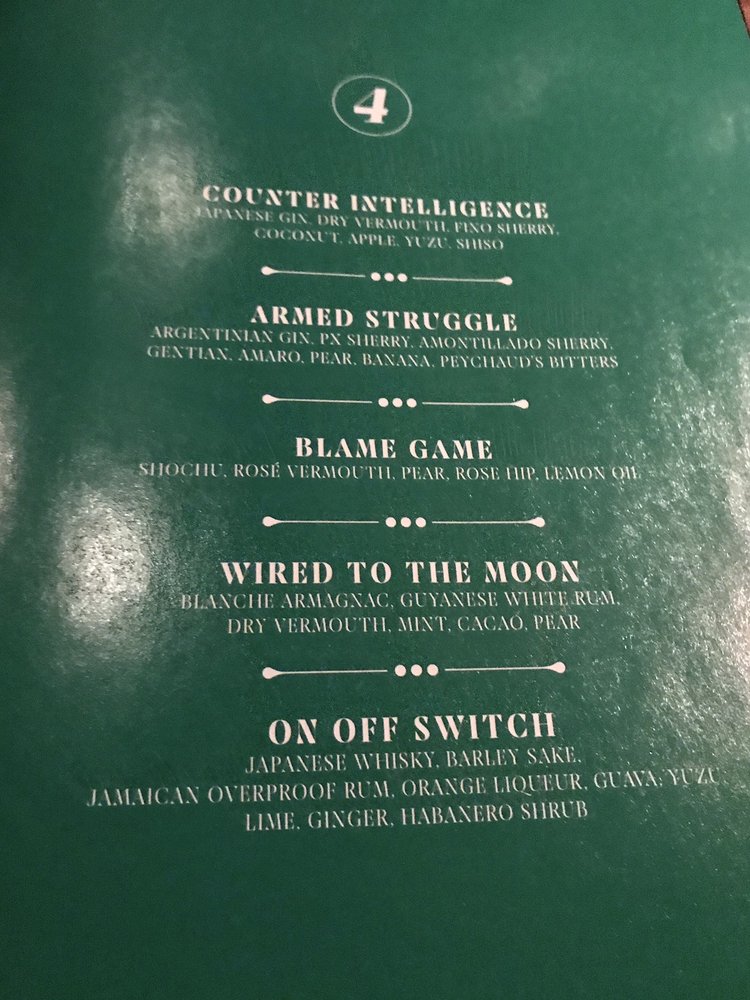 4
COUNTER INTELLIGENCE
JAPANESE GIN, DRY VERMOUTH, FINO SHERRY,
COCONUT, APPLE, YUZU, SHISO
ARMED STRUGGLE
ARGENTINIAN GIN, PX SHERRY, AMONTILLADO SHERRY,
GENTIAN, AMARO, PEAR, BANANA, PEYCHAUD'S BITTERS
BLAME GAME
SHOCHU, ROSÉ VERMOUTH, PEAR, ROSE HIP, LEMON OIL
WIRED TO THE MOON
BLANCHE ARMAGNAC, GUYANESE WHITE RUM,
DRY VERMOUTH, MINT, CACAÓ, PEAR
ON OFF SWITCH
JAPANESE WHISKY, BARLEY SAKE,
JAMAICAN OVERPROOF RUM, ORANGE LIQUEUR, GUAVA, YUZU
LIME, GINGER, HABANERO SHRUB